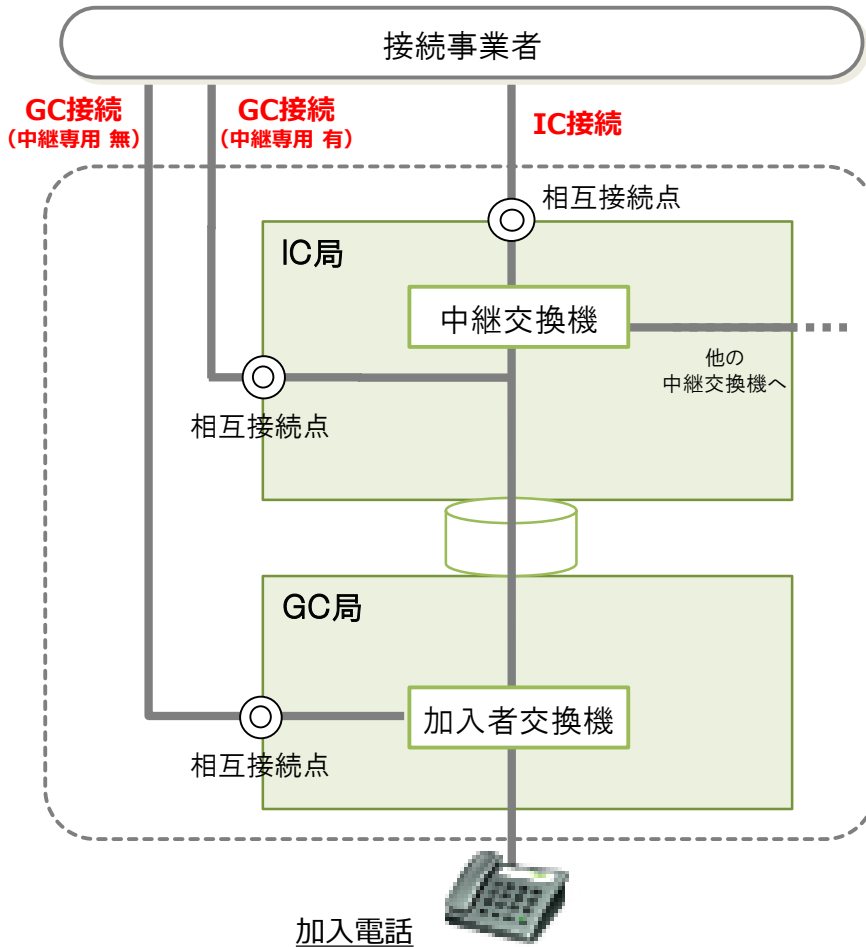 接続事業者
GC接続
（中継専用 無）
GC接続
（中継専用 有）
IC接続
相互接続点
IC局
中継交換機
他の
中継交換機へ
相互接続点
GC局
加入者交換機
相互接続点
加入電話